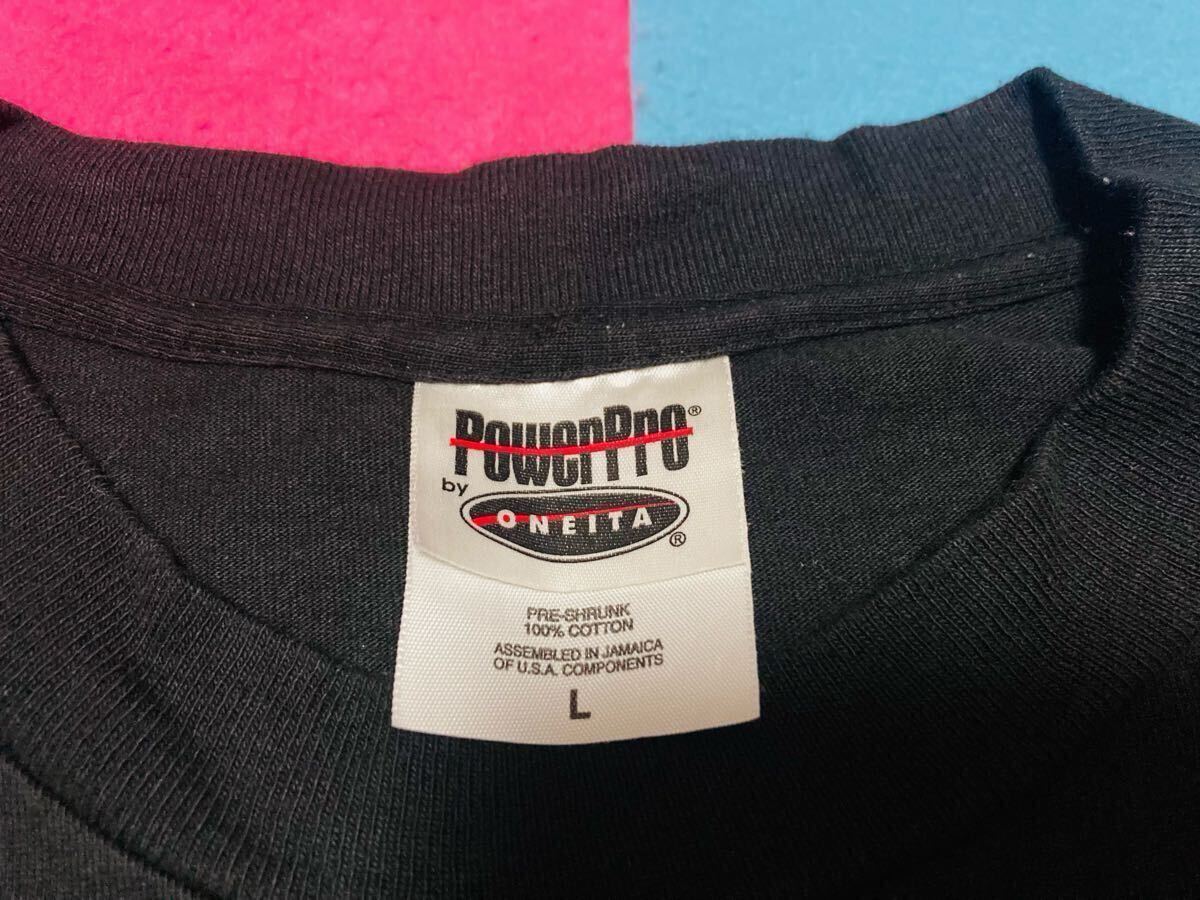 PowerPro®
by ONEITA®
PRE-SHRUNK
100% COTTON
ASSEMBLED IN JAMAICA
OF U.S.A. COMPONENTS
L